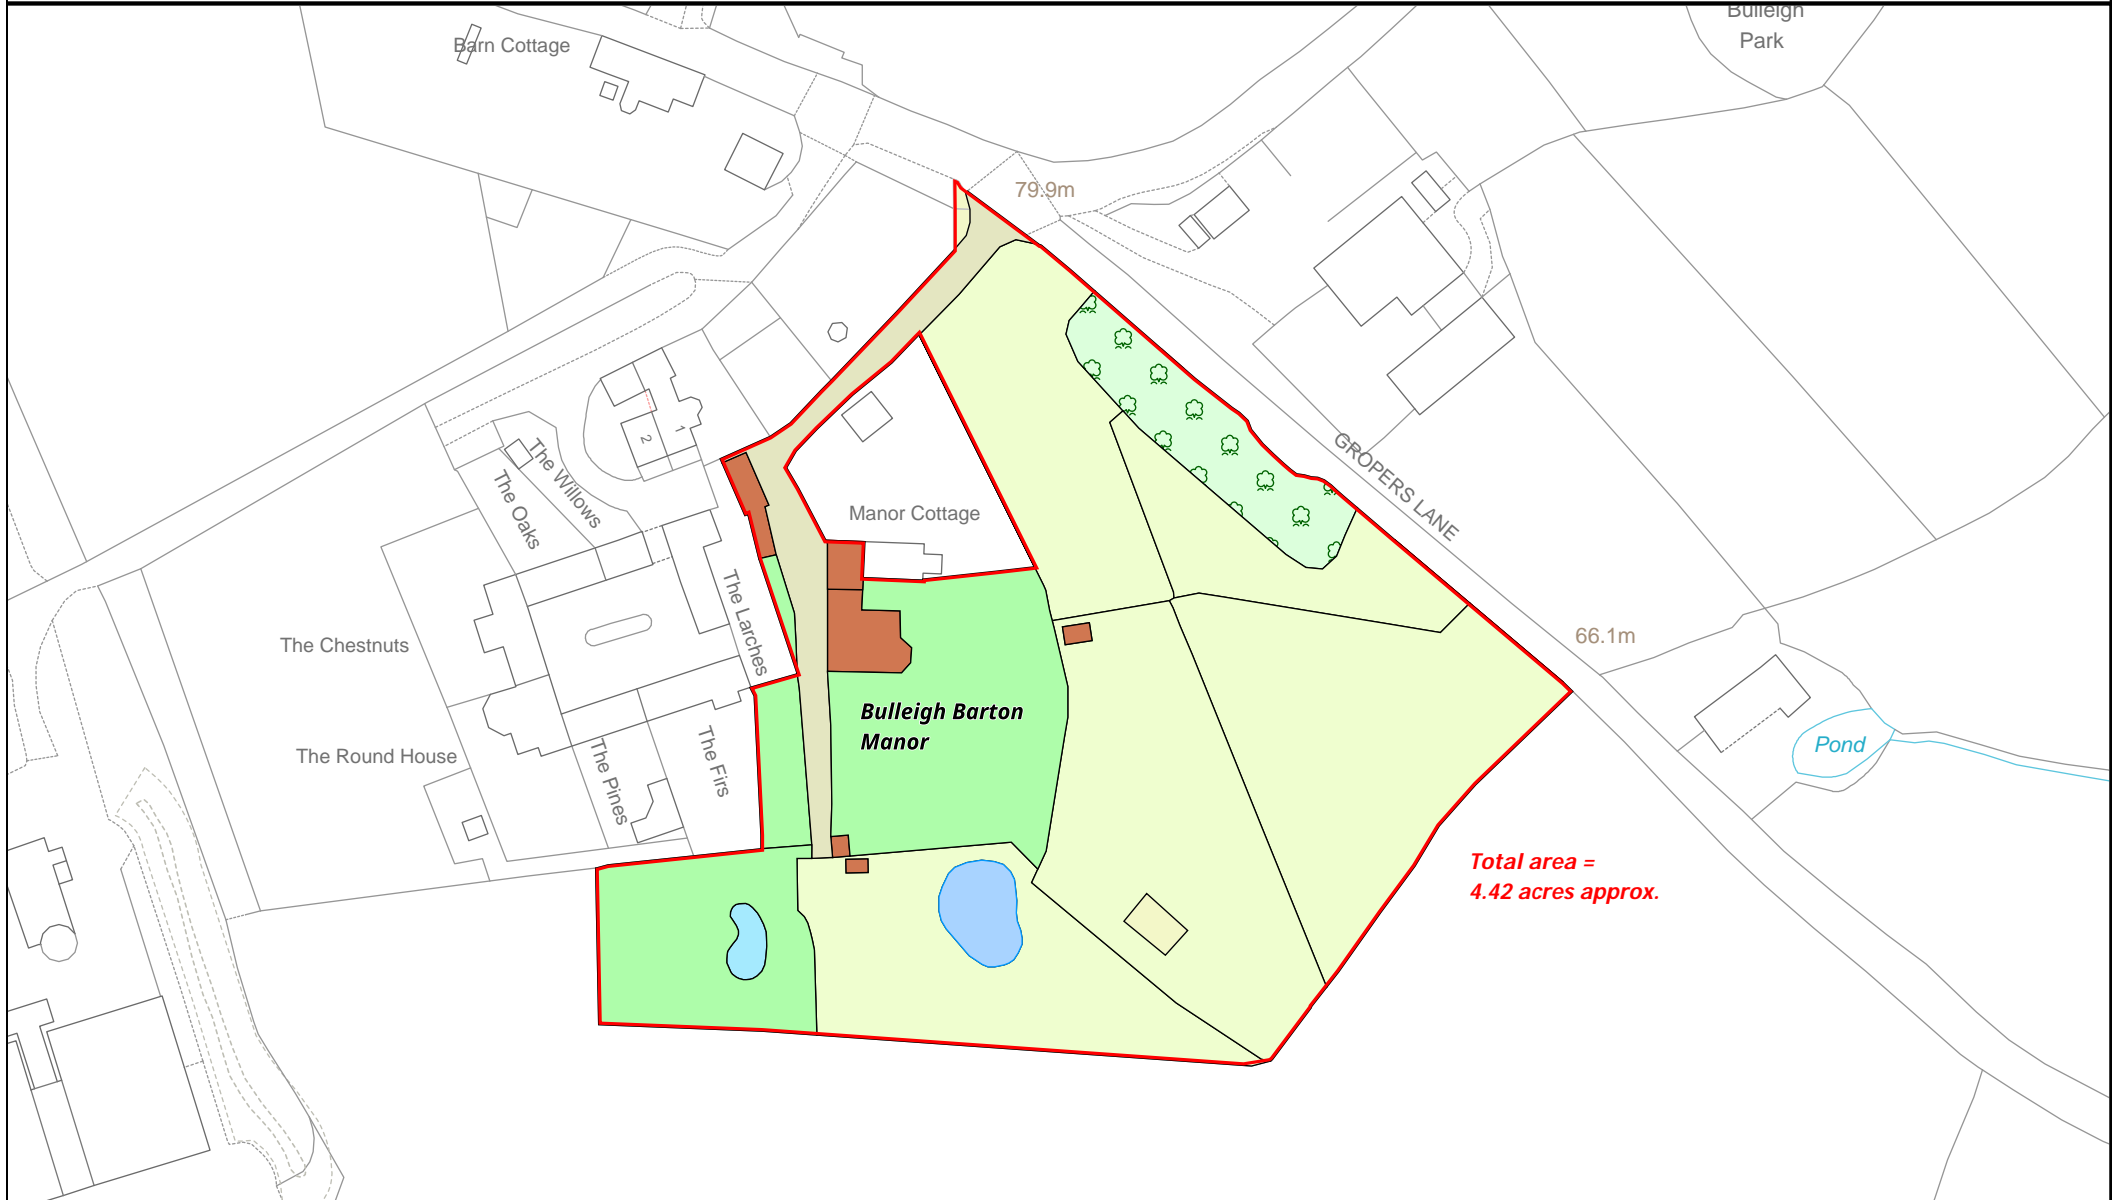 Bulleigh
Park
Barn Cottage
79.9m
The Willows
The Oaks
2
1
GROPERS LANE
Manor Cottage
The Larches
The Chestnuts
66.1m
Bulleigh Barton
Manor
The Round House
The Pines
The Firs
Pond
Total area =
4.42 acres approx.